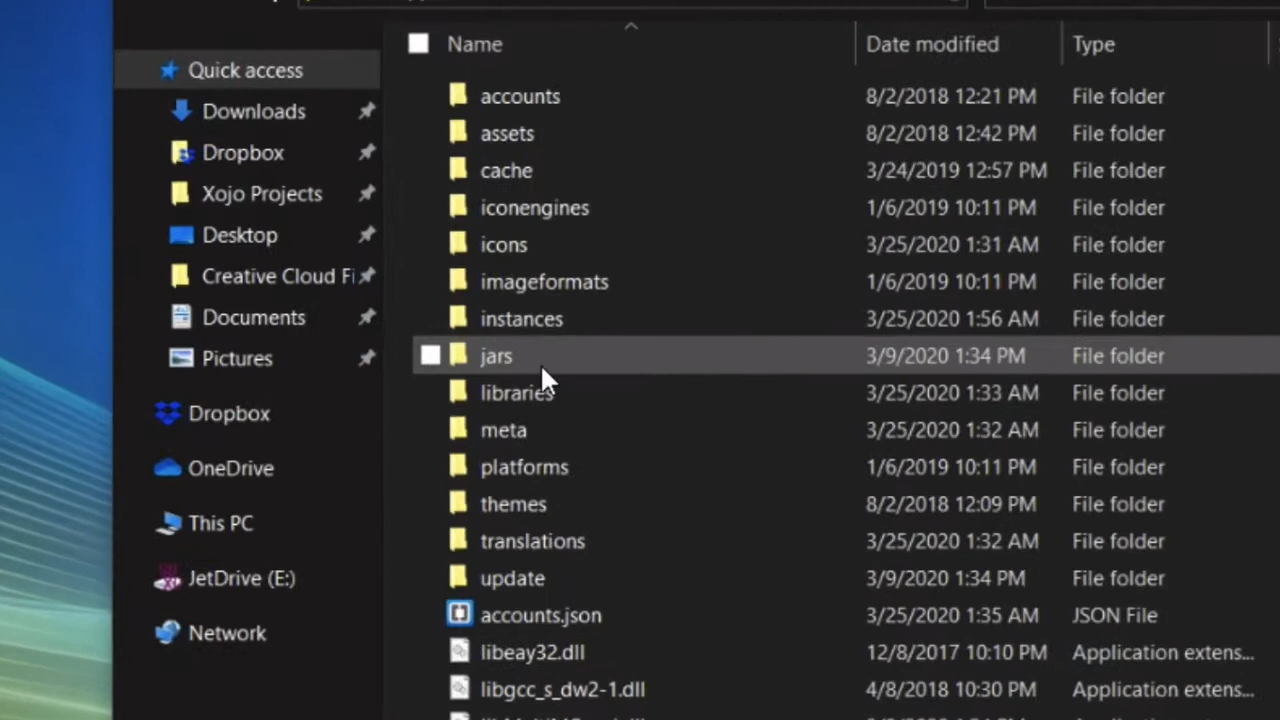 Name Date modified Type
Quick access
Downloads
Dropbox
Xojo Projects
Desktop
Creative Cloud Fi
Documents
Pictures
Dropbox
OneDrive
This PC
JetDrive (E:)
Network
accounts 8/2/2018 12:21 PM File folder
assets 8/2/2018 12:42 PM File folder
cache 3/24/2019 12:57 PM File folder
iconengines 1/6/2019 10:11 PM File folder
icons 3/25/2020 1:31 AM File folder
imageformats 1/6/2019 10:11 PM File folder
instances 3/25/2020 1:56 AM File folder
jars 3/9/2020 1:34 PM File folder
libraries 3/25/2020 1:33 AM File folder
meta 3/25/2020 1:32 AM File folder
platforms 1/6/2019 10:11 PM File folder
themes 8/2/2018 12:09 PM File folder
translations 3/25/2020 1:32 AM File folder
update 3/9/2020 1:34 PM File folder
accounts.json 3/25/2020 1:35 AM JSON File
libeay32.dll 12/8/2017 10:10 PM Application extens...
libgcc_s_dw2-1.dll 4/8/2018 10:30 PM Application extens...